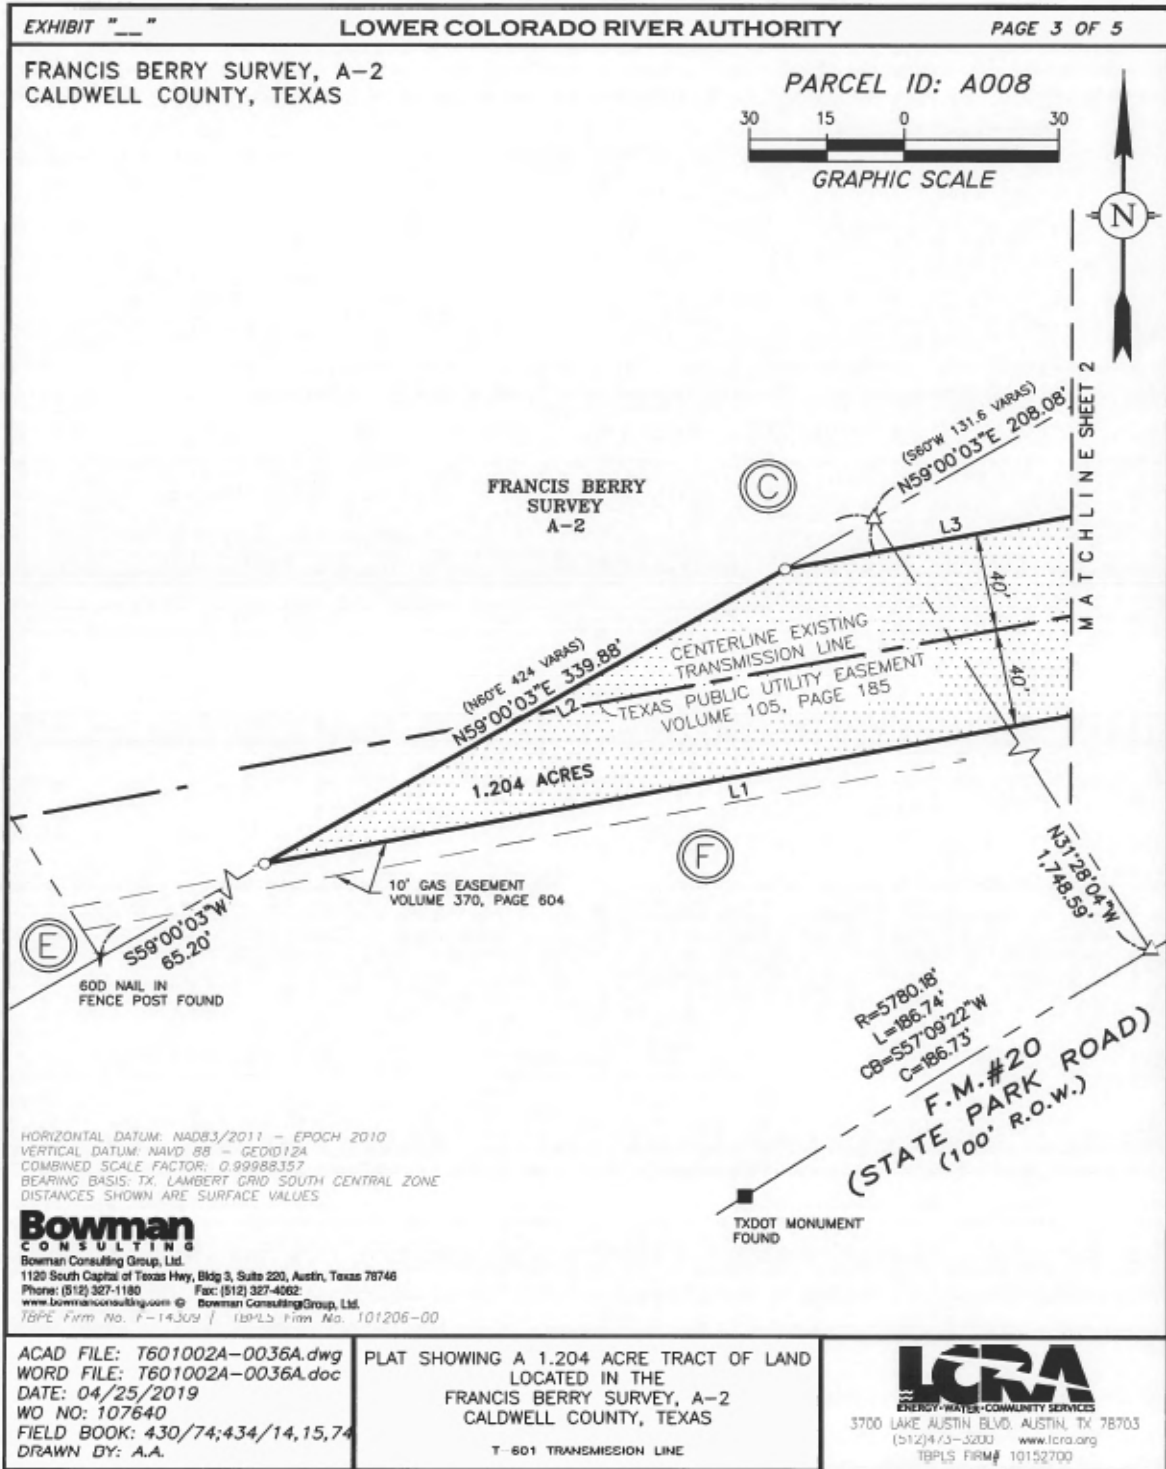 EXHIBIT "__"
LOWER COLORADO RIVER AUTHORITY
PAGE 3 OF 5
FRANCIS BERRY SURVEY, A-2
CALDWELL COUNTY, TEXAS
PARCEL ID: A008
30 15 0 30
GRAPHIC SCALE
N
MATCHLINE SHEET 2
(S60°W 131.6 VARAS)
N59°00'03"E 208.08'
C
FRANCIS BERRY
SURVEY
A-2
L3
40'
CENTERLINE EXISTING
TRANSMISSION LINE
(N60°E 424 VARAS)
N59°00'03"E 339.88'
L2
TEXAS PUBLIC UTILITY EASEMENT
VOLUME 105, PAGE 185
40'
1.204 ACRES
L1
F
10' GAS EASEMENT
VOLUME 370, PAGE 604
N31°28'04"W
1,748.59'
E
S59°00'03"W
65.20'
60D NAIL IN
FENCE POST FOUND
R=5780.18'
L=186.74'
CB=S57°09'22"W
C=186.73'
F.M.#20
(STATE PARK ROAD)
(100' R.O.W.)
TXDOT MONUMENT
FOUND
HORIZONTAL DATUM: NAD83/2011 - EPOCH 2010
VERTICAL DATUM: NAVD 88 - GEOID12A
COMBINED SCALE FACTOR: 0.99988357
BEARING BASIS: TX. LAMBERT GRID SOUTH CENTRAL ZONE
DISTANCES SHOWN ARE SURFACE VALUES
Bowman
CONSULTING
Bowman Consulting Group, Ltd.
1120 South Capital of Texas Hwy, Bldg 3, Suite 220, Austin, Texas 78746
Phone: (512) 327-1180 Fax: (512) 327-4062
www.bowmanconsulting.com © Bowman Consulting Group, Ltd.
TBPE Firm No. F-14309 | TBPLS Firm No. 101206-00
ACAD FILE: T601002A-0036A.dwg
WORD FILE: T601002A-0036A.doc
DATE: 04/25/2019
WO NO: 107640
FIELD BOOK: 430/74;434/14,15,74
DRAWN BY: A.A.
PLAT SHOWING A 1.204 ACRE TRACT OF LAND
LOCATED IN THE
FRANCIS BERRY SURVEY, A-2
CALDWELL COUNTY, TEXAS
T-601 TRANSMISSION LINE
LCRA
ENERGY•WATER•COMMUNITY SERVICES
3700 LAKE AUSTIN BLVD. AUSTIN, TX 78703
(512)473-3200 www.lcra.org
TBPLS FIRM# 10152700